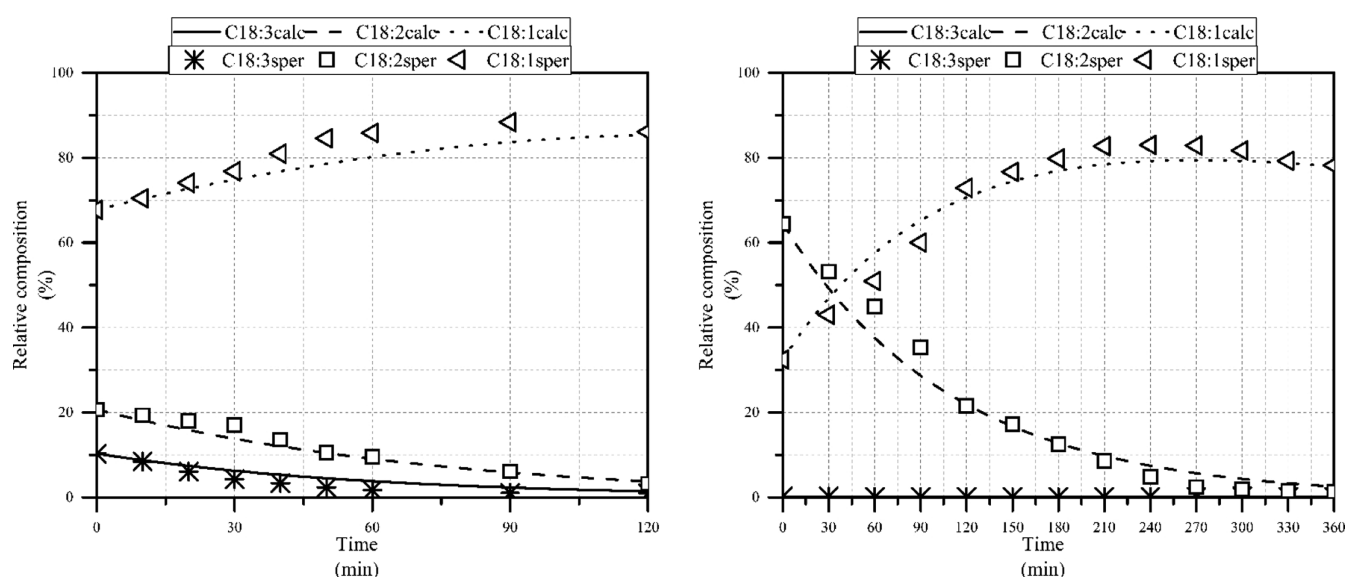 C18:3calc C18:2calc C18:1calc
C18:3sper C18:2sper C18:1sper
100
80
60
40
20
0
Relative composition
(%)
0 30 60 90 120
Time
(min)
C18:3calc C18:2calc C18:1calc
C18:3sper C18:2sper C18:1sper
100
80
60
40
20
0
Relative composition
(%)
0 30 60 90 120 150 180 210 240 270 300 330 360
Time
(min)